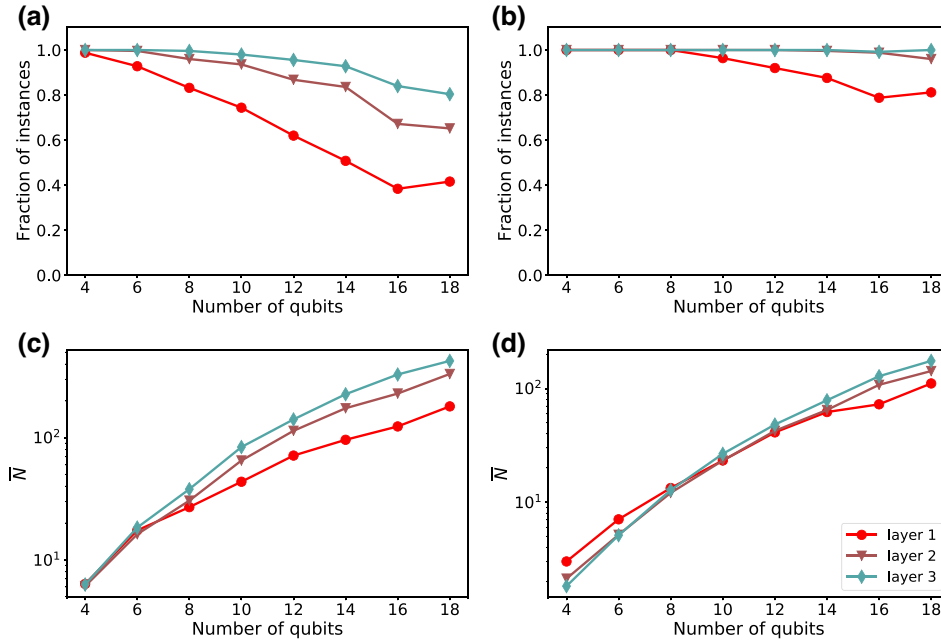 (a)
(b)
Fraction of instances
1.0
0.8
0.6
0.4
0.2
0.0
4 6 8 10 12 14 16 18
Number of qubits
Fraction of instances
1.0
0.8
0.6
0.4
0.2
0.0
4 6 8 10 12 14 16 18
Number of qubits
(c)
(d)
N̅
10²
10¹
4 6 8 10 12 14 16 18
Number of qubits
N̅
10²
10¹
4 6 8 10 12 14 16 18
Number of qubits
layer 1
layer 2
layer 3